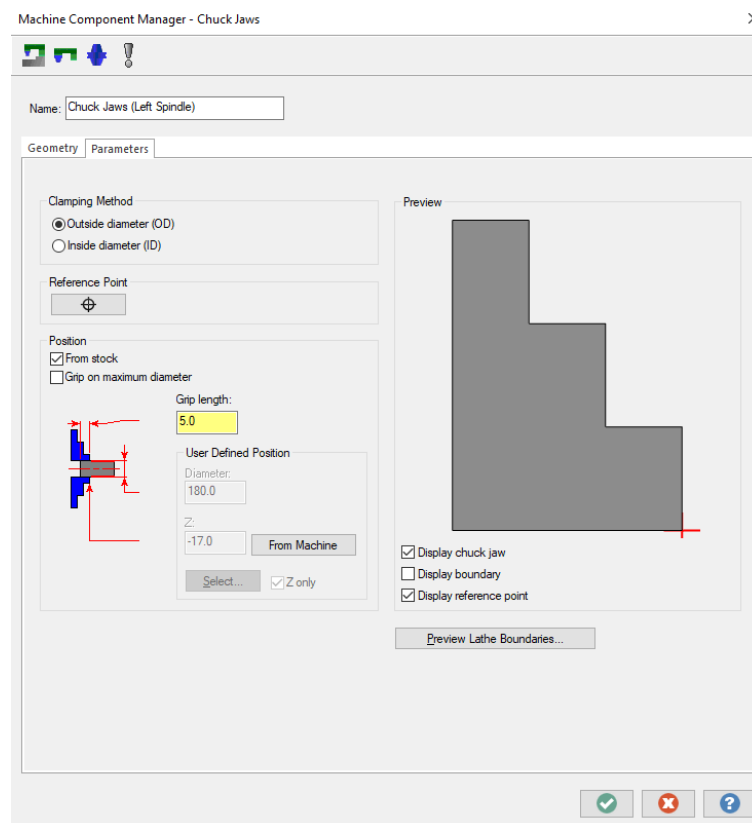 Machine Component Manager - Chuck Jaws
Name: Chuck Jaws (Left Spindle)
Geometry Parameters
Clamping Method
Outside diameter (OD)
Inside diameter (ID)
Reference Point
Position
From stock
Grip on maximum diameter
Grip length:
5.0
User Defined Position
Diameter:
180.0
Z:
-17.0 From Machine
Select... Z only
Preview
Display chuck jaw
Display boundary
Display reference point
Preview Lathe Boundaries...